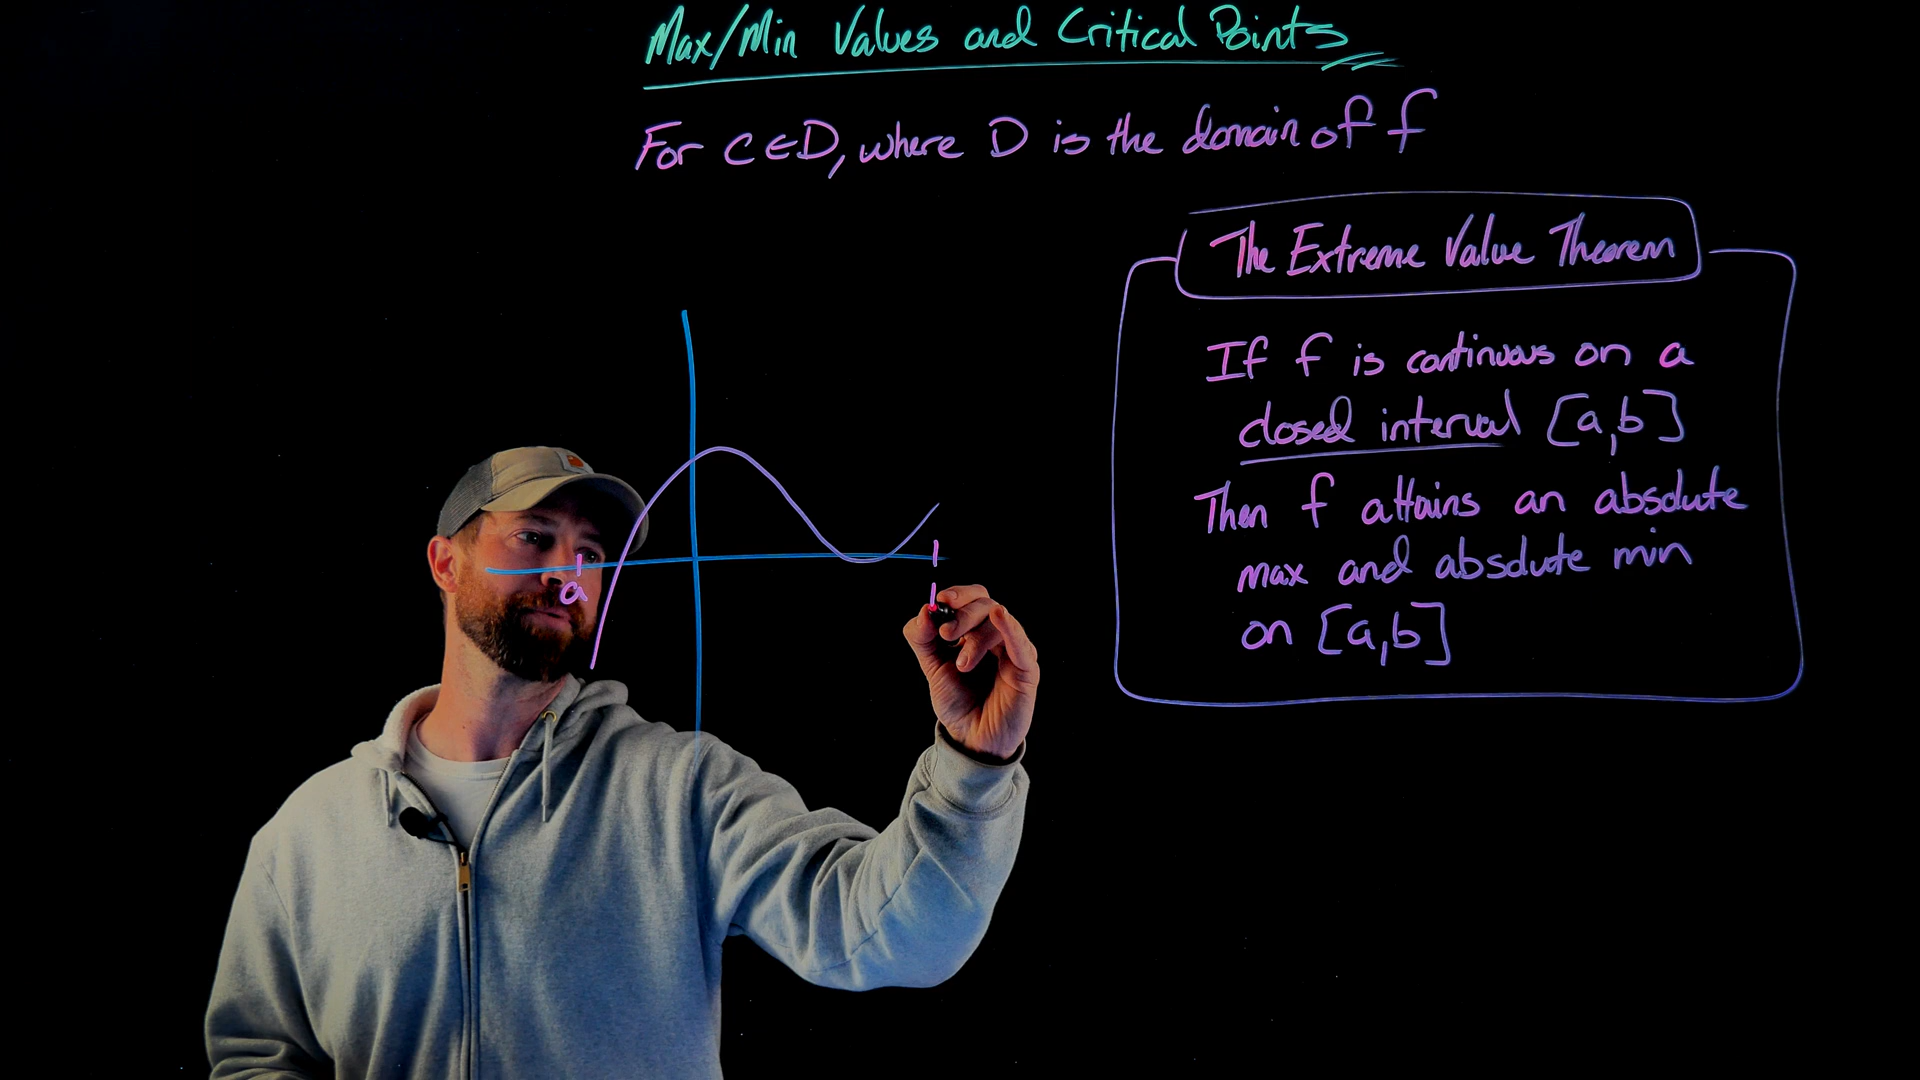 Max/Min Values and Critical Points
For c∈D, where D is the domain of f
The Extreme Value Theorem
If f is continuous on a
closed interval [a,b]
Then f attains an absolute
max and absolute min
on [a,b]
a